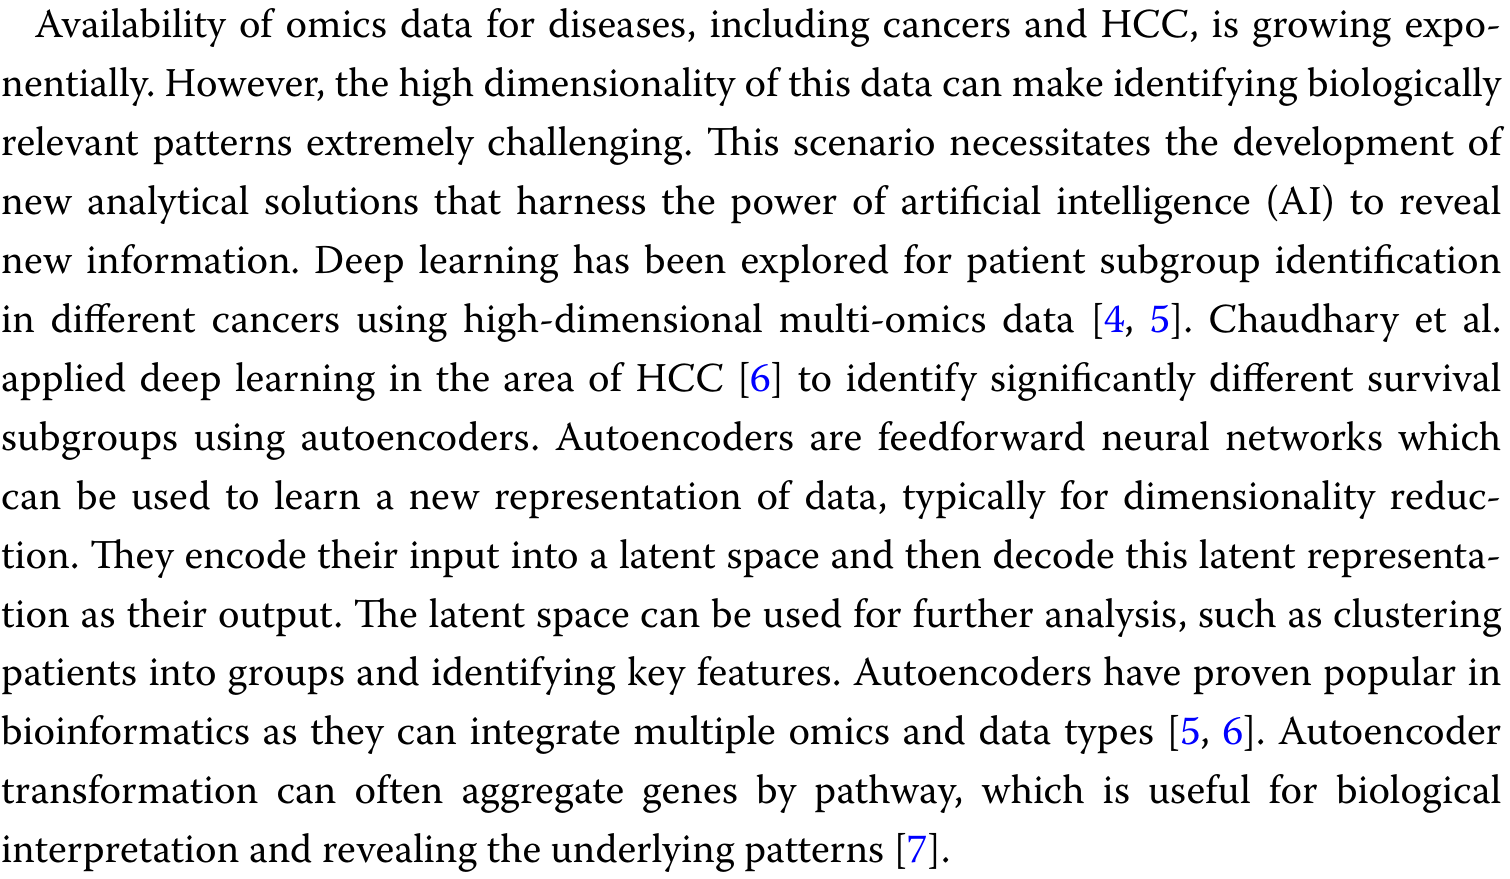 Availability of omics data for diseases, including cancers and HCC, is growing expo-
nentially. However, the high dimensionality of this data can make identifying biologically
relevant patterns extremely challenging. This scenario necessitates the development of
new analytical solutions that harness the power of artificial intelligence (AI) to reveal
new information. Deep learning has been explored for patient subgroup identification
in different cancers using high-dimensional multi-omics data [4, 5]. Chaudhary et al.
applied deep learning in the area of HCC [6] to identify significantly different survival
subgroups using autoencoders. Autoencoders are feedforward neural networks which
can be used to learn a new representation of data, typically for dimensionality reduc-
tion. They encode their input into a latent space and then decode this latent representa-
tion as their output. The latent space can be used for further analysis, such as clustering
patients into groups and identifying key features. Autoencoders have proven popular in
bioinformatics as they can integrate multiple omics and data types [5, 6]. Autoencoder
transformation can often aggregate genes by pathway, which is useful for biological
interpretation and revealing the underlying patterns [7].